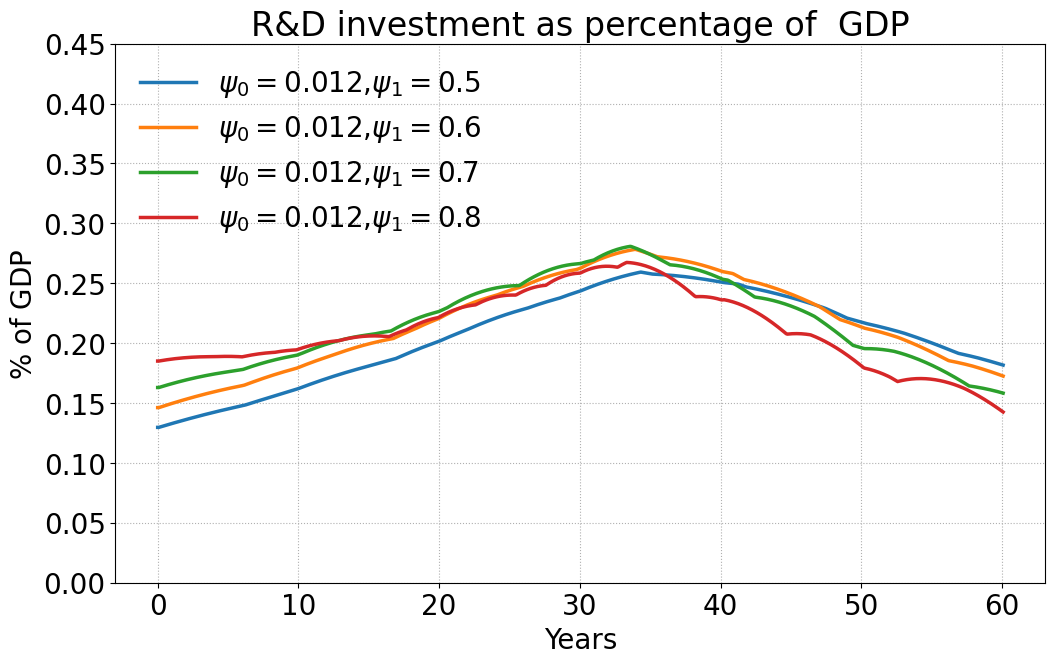 R&D investment as percentage of GDP
% of GDP
0.45
0.40
0.35
0.30
0.25
0.20
0.15
0.10
0.05
0.00
ψ₀ = 0.012,ψ₁ = 0.5
ψ₀ = 0.012,ψ₁ = 0.6
ψ₀ = 0.012,ψ₁ = 0.7
ψ₀ = 0.012,ψ₁ = 0.8
0 10 20 30 40 50 60
Years